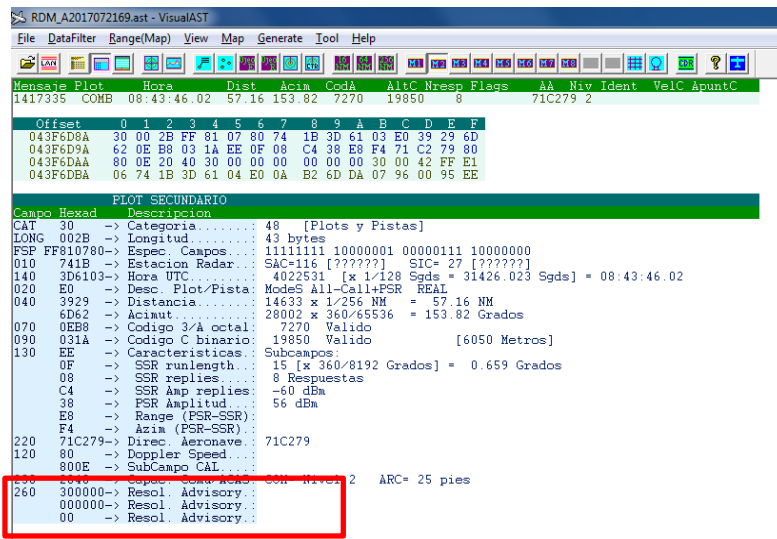 RDM_A2017072169.ast - VisualAST
File DataFilter Range(Map) View Map Generate Tool Help
LAN M1 M2 M3 M4 M5 M6 M7 M8 CDR ?
Mensaje Plot Hora Dist Acim CodA AltC Nresp Flags AA Niv Ident VelC ApuntC
1417335 COMB 08:43:46.02 57.16 153.82 7270 19850 8 71C279 2
Offset 0 1 2 3 4 5 6 7 8 9 A B C D E F
043F6D8A 30 00 2B FF 81 07 80 74 1B 3D 61 03 E0 39 29 6D
043F6D9A 62 0E B8 03 1A EE 0F 08 C4 38 E8 F4 71 C2 79 80
043F6DAA 80 0E 20 40 30 00 00 00 00 00 00 30 00 42 FF E1
043F6DBA 06 74 1B 3D 61 04 E0 0A B2 6D DA 07 96 00 95 EE
PLOT SECUNDARIO
Campo Hexad Descripcion
CAT 30 -> Categoria........: 48 [Plots y Pistas]
LONG 002B -> Longitud.........: 43 bytes
FSP FF810780-> Espec. Campos...: 11111111 10000001 00000111 10000000
010 741B -> Estacion Radar..: SAC=116 [??????] SIC= 27 [??????]
140 3D6103-> Hora UTC.........: 4022531 [x 1/128 Sgds = 31426.023 Sgds] = 08:43:46.02
020 E0 -> Desc. Plot/Pista: ModeS All-Call+PSR REAL
040 3929 -> Distancia........: 14633 x 1/256 NM = 57.16 NM
6D62 -> Acimut...........: 28002 x 360/65536 = 153.82 Grados
070 0EB8 -> Codigo 3/A octal: 7270 Valido
090 031A -> Codigo C binario: 19850 Valido [6050 Metros]
130 EE -> Caracteristicas.: Subcampos:
0F -> SSR runlength..: 15 [x 360/8192 Grados] = 0.659 Grados
08 -> SSR replies....: 8 Respuestas
C4 -> SSR Amp replies: -60 dBm
38 -> PSR Amplitud...: 56 dBm
E8 -> Range (PSR-SSR):
F4 -> Azim (PSR-SSR).:
220 71C279-> Direc. Aeronave.: 71C279
120 80 -> Doppler Speed...:
800E -> SubCampo CAL....:
2 ARC= 25 pies
260 300000-> Resol. Advisory.:
000000-> Resol. Advisory.:
00 -> Resol. Advisory.: